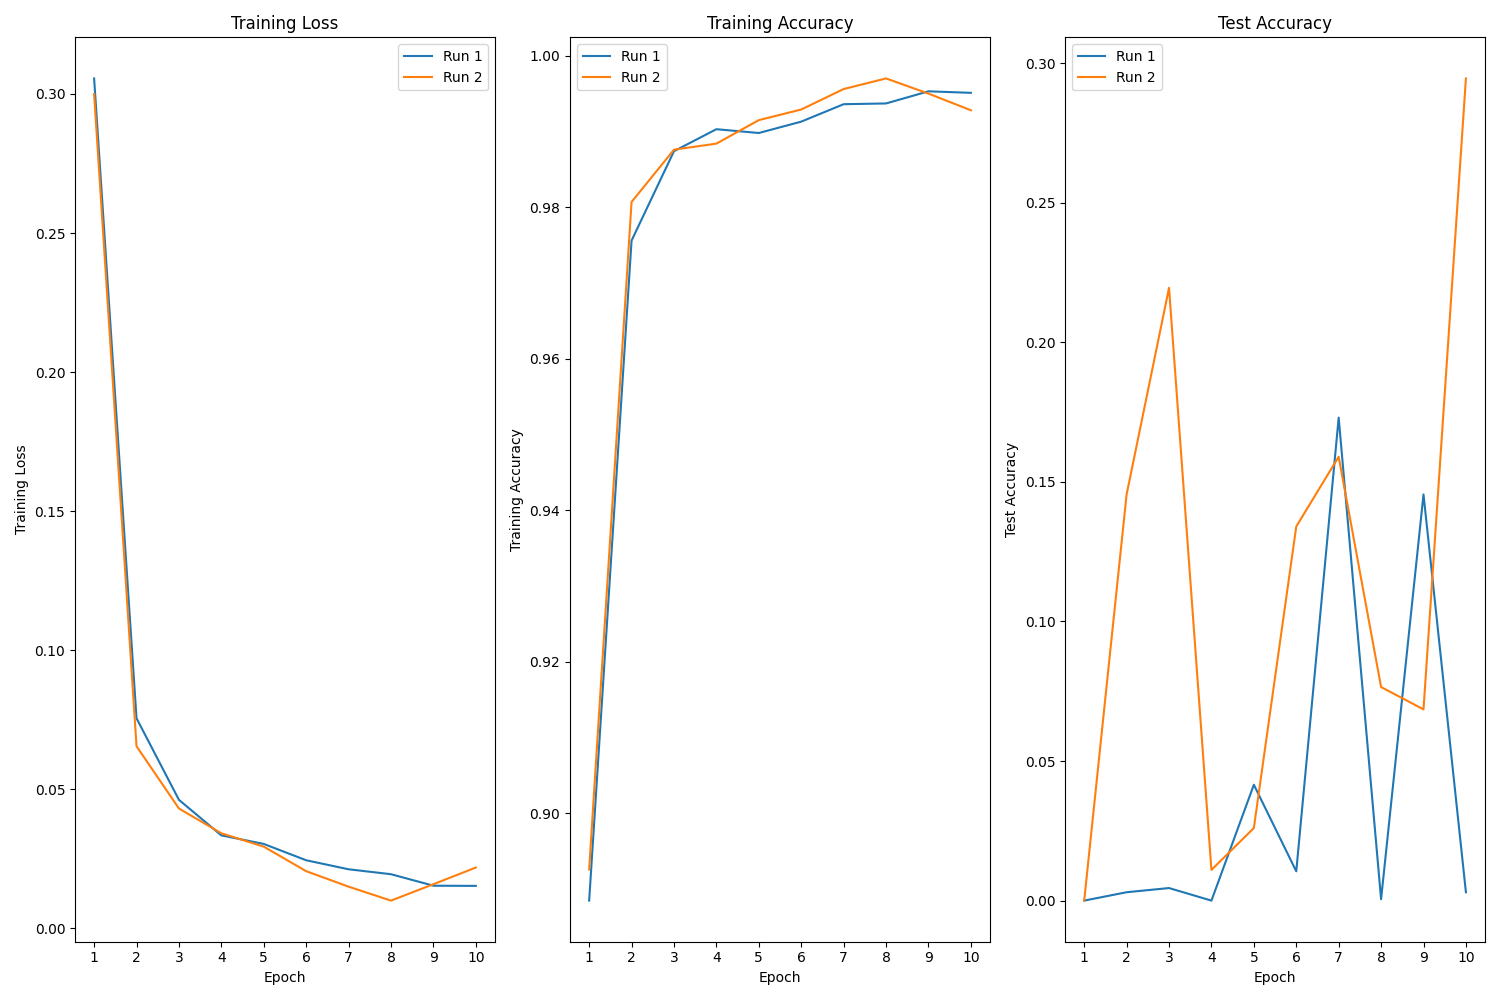 Training Loss
Training Loss
0.30
0.25
0.20
0.15
0.10
0.05
0.00
1 2 3 4 5 6 7 8 9 10
Epoch
Run 1
Run 2
Training Accuracy
Training Accuracy
1.00
0.98
0.96
0.94
0.92
0.90
1 2 3 4 5 6 7 8 9 10
Epoch
Run 1
Run 2
Test Accuracy
Test Accuracy
0.30
0.25
0.20
0.15
0.10
0.05
0.00
1 2 3 4 5 6 7 8 9 10
Epoch
Run 1
Run 2